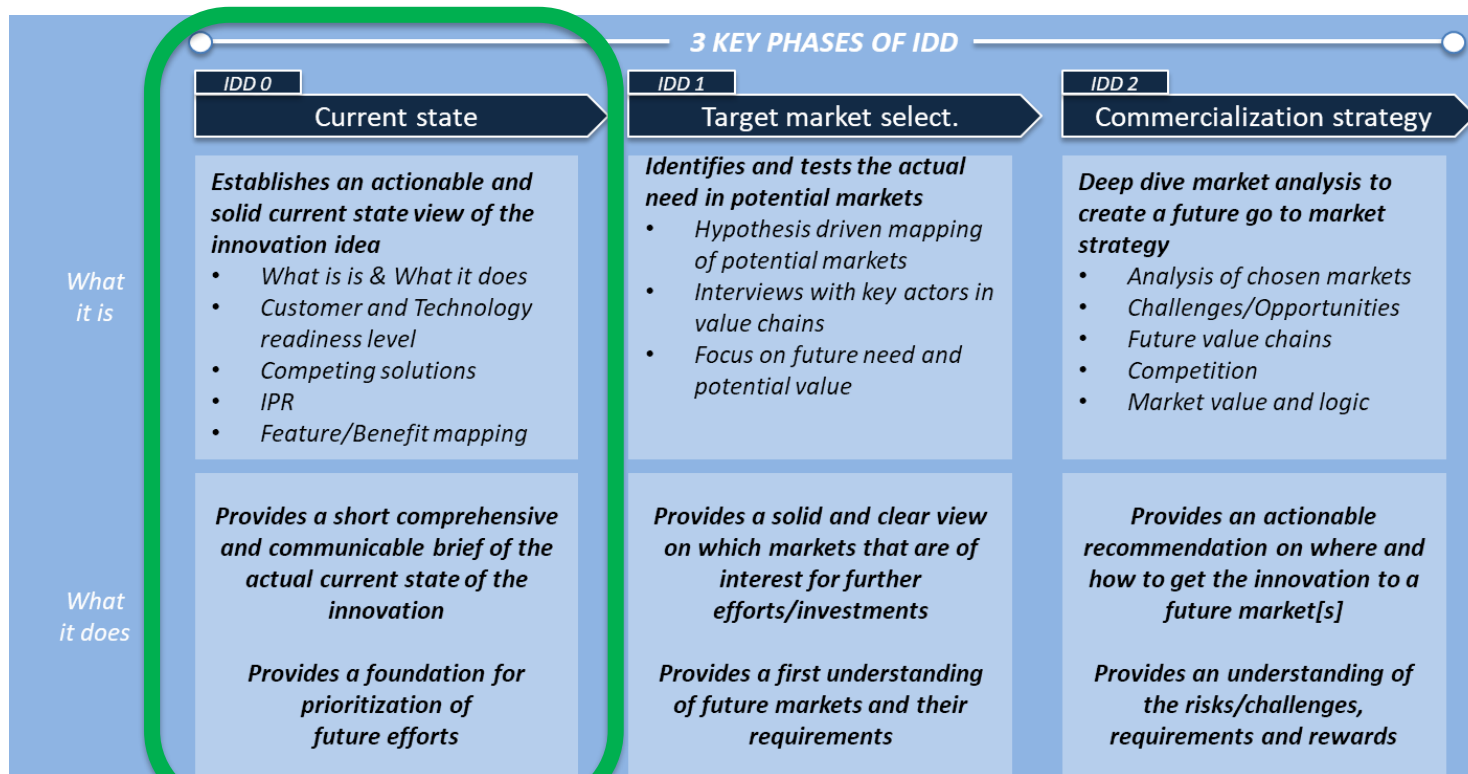 3 KEY PHASES OF IDD
IDD 0
Current state
IDD 1
Target market select.
IDD 2
Commercialization strategy
What
it is
Establishes an actionable and
solid current state view of the
innovation idea
• What is is & What it does
• Customer and Technology
readiness level
• Competing solutions
• IPR
• Feature/Benefit mapping
Identifies and tests the actual
need in potential markets
• Hypothesis driven mapping
of potential markets
• Interviews with key actors in
value chains
• Focus on future need and
potential value
Deep dive market analysis to
create a future go to market
strategy
• Analysis of chosen markets
• Challenges/Opportunities
• Future value chains
• Competition
• Market value and logic
What
it does
Provides a short comprehensive
and communicable brief of the
actual current state of the
innovation
Provides a foundation for
prioritization of
future efforts
Provides a solid and clear view
on which markets that are of
interest for further
efforts/investments
Provides a first understanding
of future markets and their
requirements
Provides an actionable
recommendation on where and
how to get the innovation to a
future market[s]
Provides an understanding of
the risks/challenges,
requirements and rewards